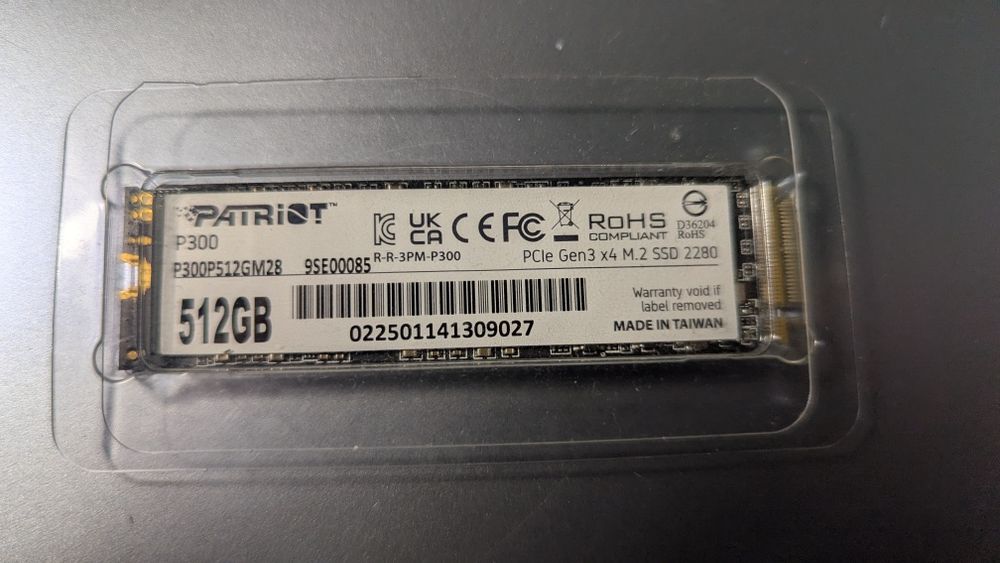 PATRIOT™
P300
P300P512GM28 9SE00085
512GB
UK
CA
CE FC
R-R-3PM-P300
RoHS
COMPLIANT
D36204
RoHS
PCIe Gen3 x4 M.2 SSD 2280
022501141309027
Warranty void if
label removed
MADE IN TAIWAN